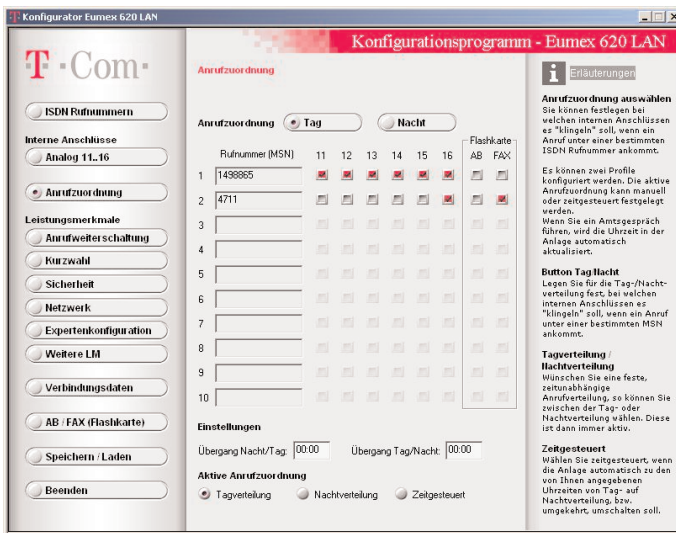 Konfigurator Eumex 620 LAN
Konfigurationsprogramm - Eumex 620 LAN
T · Com ·
ISDN Rufnummern
Interne Anschlüsse
Analog 11..16
Anrufzuordnung
Leistungsmerkmale
Anrufweiterschaltung
Kurzwahl
Sicherheit
Netzwerk
Expertenkonfiguration
Weitere LM
Verbindungsdaten
AB / FAX (Flashkarte)
Speichern / Laden
Beenden
Anrufzuordnung
Anrufzuordnung Tag Nacht
Flashkarte
Rufnummer (MSN) 11 12 13 14 15 16 AB FAX
1 1498865
2 4711
3
4
5
6
7
8
9
10
Einstellungen
Übergang Nacht/Tag: 00:00 Übergang Tag/Nacht: 00:00
Aktive Anrufzuordnung
Tagverteilung Nachtverteilung Zeitgesteuert
i Erläuterungen
Anrufzuordnung auswählen
Sie können festlegen bei
welchen internen Anschlüssen
es "klingeln" soll, wenn ein
Anruf unter einer bestimmten
ISDN Rufnummer ankommt.
Es können zwei Profile
konfiguriert werden. Die aktive
Anrufzuordnung kann manuell
oder zeitgesteuert festgelegt
werden.
Wenn Sie ein Amtsgespräch
führen, wird die Uhrzeit in der
Anlage automatisch
aktualisiert.
Button Tag/Nacht
Legen Sie für die Tag-/Nacht-
verteilung fest, bei welchen
internen Anschlüssen es
"klingeln" soll, wenn ein Anruf
unter einer bestimmten MSN
ankommt.
Tagverteilung /
Nachtverteilung
Wünschen Sie eine feste,
zeitunabhängige
Anrufverteilung, so können Sie
zwischen der Tag- oder
Nachtverteilung wählen. Diese
ist dann immer aktiv.
Zeitgesteuert
Wählen Sie zeitgesteuert, wenn
die Anlage automatisch zu den
von Ihnen angegebenen
Uhrzeiten von Tag- auf
Nachtverteilung, bzw.
umgekehrt, umschalten soll.